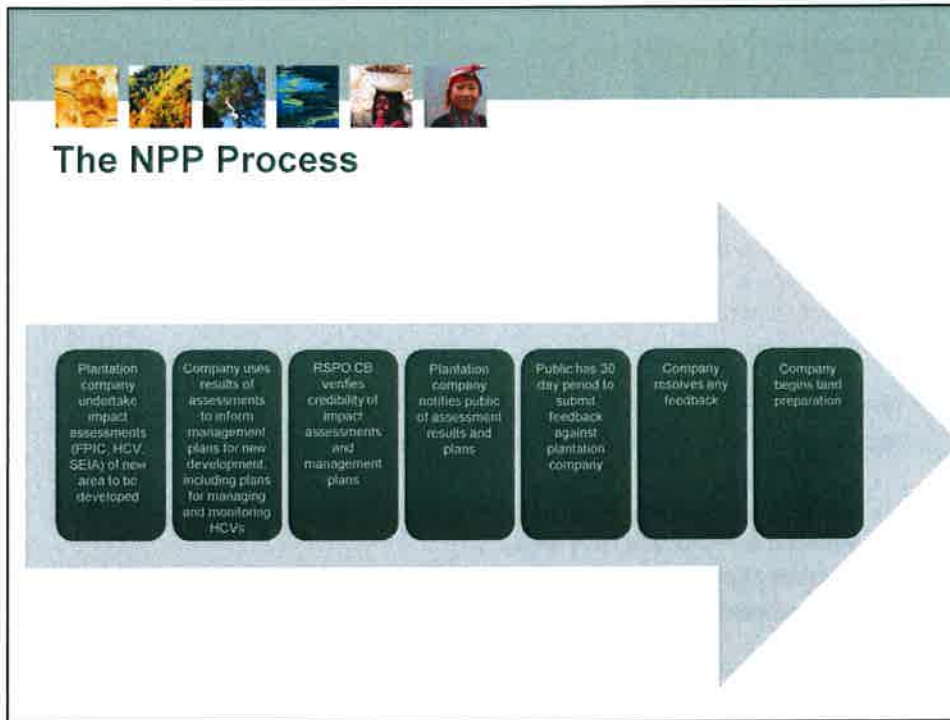 The NPP Process
Plantation
company
undertake
impact
assessments
(FPIC, HCV,
SEIA) of new
area to be
developed
Company uses
results of
assessments
to inform
management
plans for new
development,
including plans
for managing
and monitoring
HCVs
RSPO CB
verifies
credibility of
impact
assessments
and
management
plans
Plantation
company
notifies public
of assessment
results and
plans
Public has 30
day period to
submit
feedback
against
plantation
company
Company
resolves any
feedback
Company
begins land
preparation